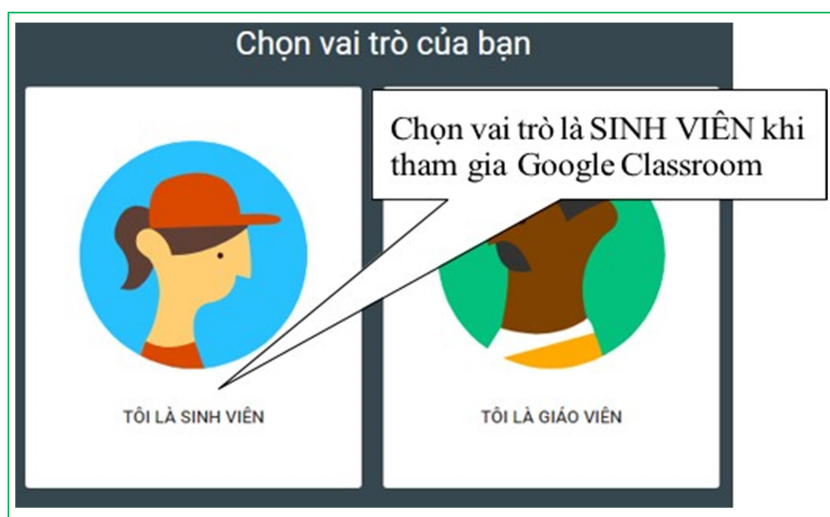 Chọn vai trò của bạn
Chọn vai trò là SINH VIÊN khi
tham gia Google Classroom
TÔI LÀ SINH VIÊN
TÔI LÀ GIÁO VIÊN